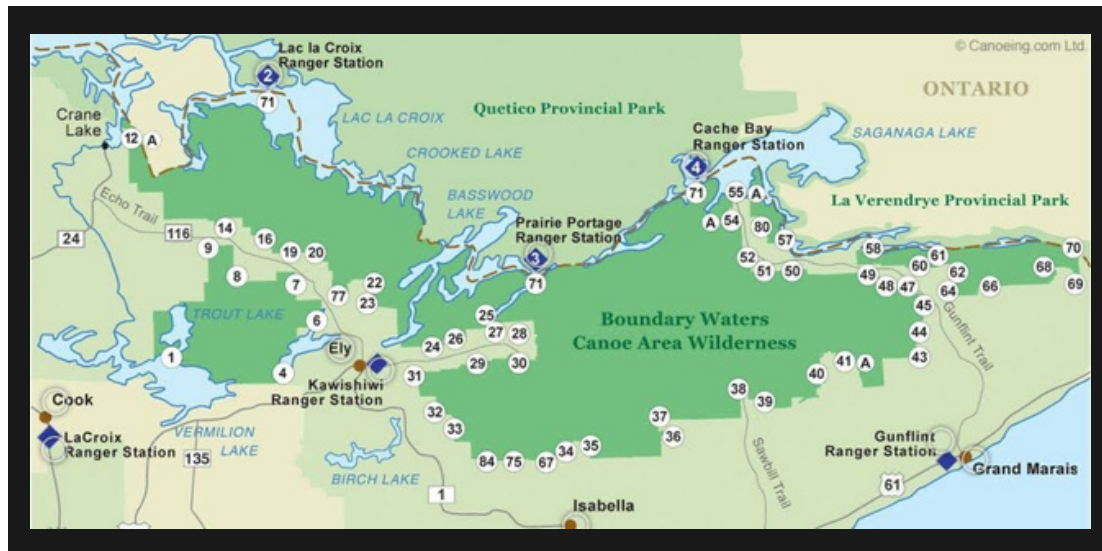 © Canoeing.com Ltd.
Lac la Croix
Ranger Station
2
71
ONTARIO
Quetico Provincial Park
LAC LA CROIX
Crane
Lake
12
A
Cache Bay
Ranger Station
4
71
SAGANAGA LAKE
CROOKED LAKE
BASSWOOD
LAKE
La Verendrye Provincial Park
Echo Trail
Prairie Portage
Ranger Station
3
71
55
A
A
54
80
57
24
116
14
9
16
19
20
8
7
77
22
23
52
51
50
58
61
60
62
70
49
48
47
64
66
68
69
TROUT LAKE
6
25
27
28
26
24
45
44
43
Gunflint Trail
Boundary Waters
Canoe Area Wilderness
1
4
Ely
29
30
31
41
A
40
Kawishiwi
Ranger Station
38
39
Cook
LaCroix
Ranger Station
VERMILION
LAKE
135
32
33
37
36
35
34
67
75
84
BIRCH LAKE
1
Sawbill Trail
Gunflint
Ranger Station
Grand Marais
61
Isabella